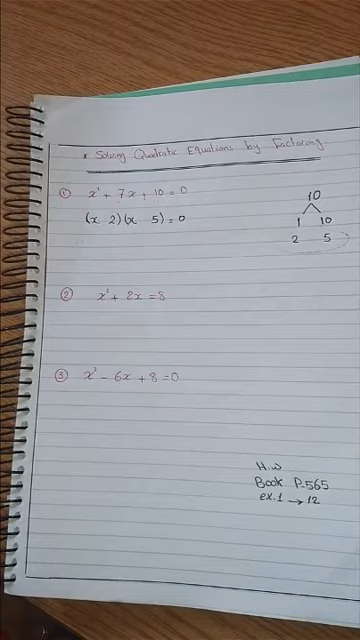 * Solving Quadratic Equations by Factoring.
① x² + 7x + 10 = 0
(x 2)(x 5) = 0
10
1 10
2 5
② x² + 2x = 8
③ x² - 6x + 8 = 0
H.W
Book P.565
ex.1 → 12